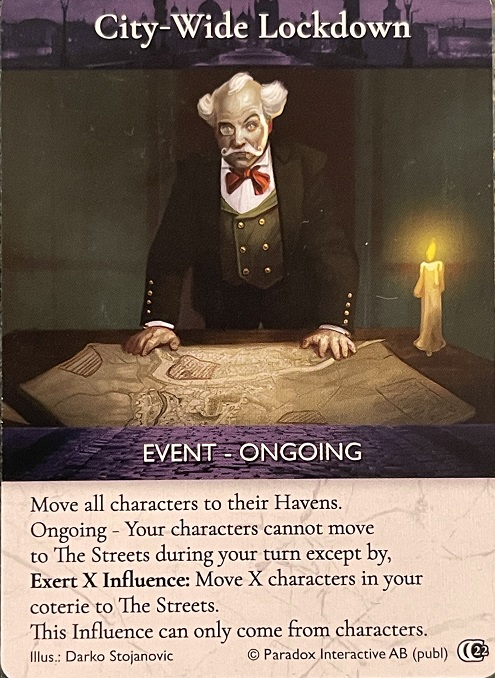 City-Wide Lockdown
EVENT - ONGOING
Move all characters to their Havens.
Ongoing - Your characters cannot move
to The Streets during your turn except by,
Exert X Influence: Move X characters in your
coterie to The Streets.
This Influence can only come from characters.
Illus.: Darko Stojanovic © Paradox Interactive AB (publ) 22